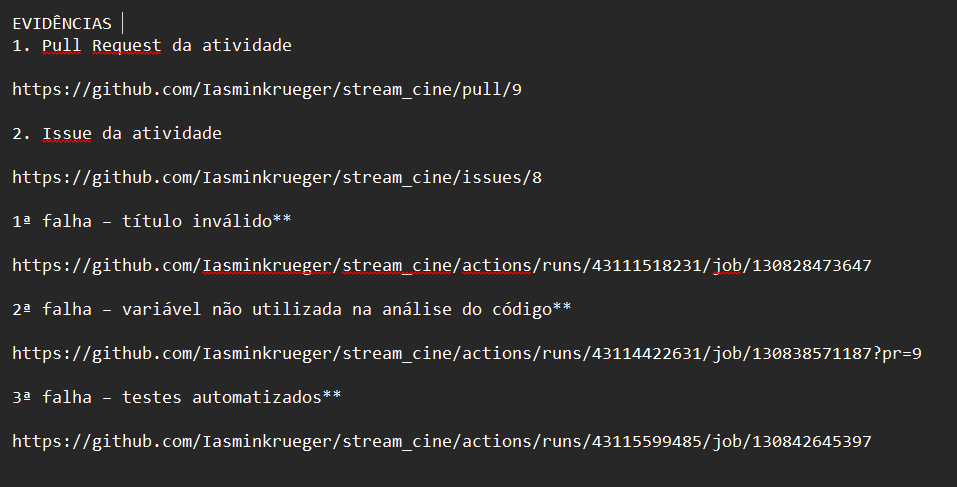 EVIDÊNCIAS
1. Pull Request da atividade
https://github.com/Iasminkrueger/stream_cine/pull/9
2. Issue da atividade
https://github.com/Iasminkrueger/stream_cine/issues/8
1ª falha – título inválido**
https://github.com/Iasminkrueger/stream_cine/actions/runs/43111518231/job/130828473647
2ª falha – variável não utilizada na análise do código**
https://github.com/Iasminkrueger/stream_cine/actions/runs/43114422631/job/130838571187?pr=9
3ª falha – testes automatizados**
https://github.com/Iasminkrueger/stream_cine/actions/runs/43115599485/job/130842645397